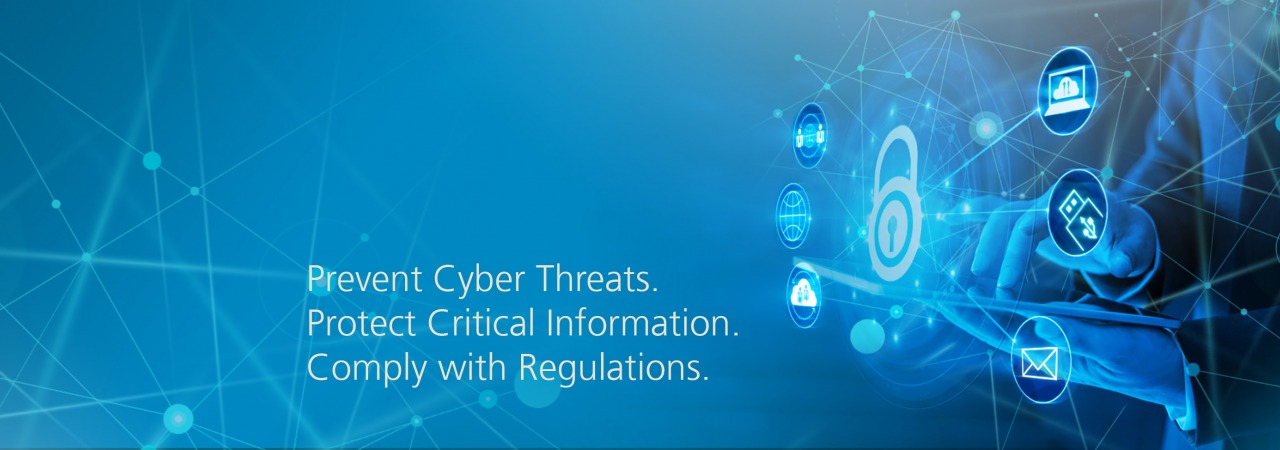 Prevent Cyber Threats.
Protect Critical Information.
Comply with Regulations.